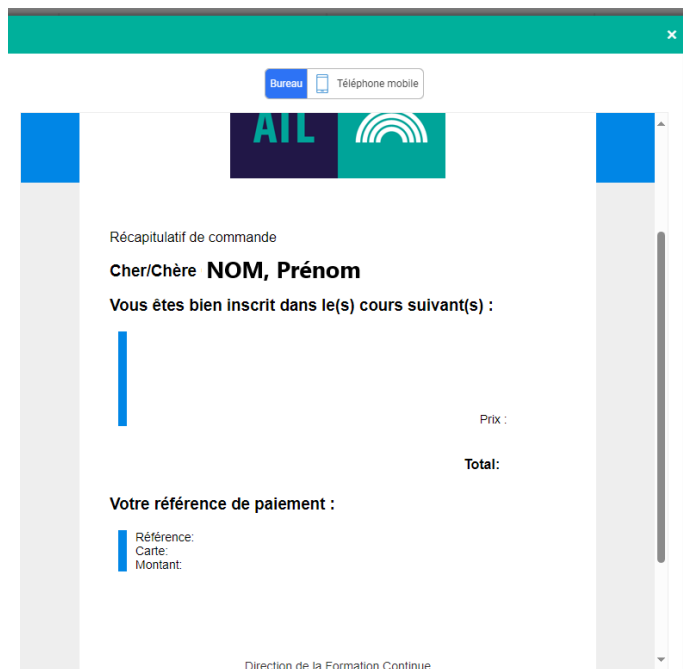 ×
Bureau Téléphone mobile
AIL
Récapitulatif de commande
Cher/Chère NOM, Prénom
Vous êtes bien inscrit dans le(s) cours suivant(s) :
Prix :
Total:
Votre référence de paiement :
Référence:
Carte:
Montant:
Direction de la Formation Continue